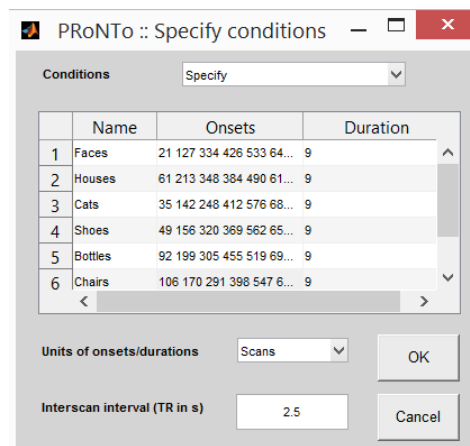 PRoNTo :: Specify conditions
Conditions Specify
Name Onsets Duration
1 Faces 21 127 334 426 533 64... 9
2 Houses 61 213 348 384 490 61... 9
3 Cats 35 142 248 412 576 68... 9
4 Shoes 49 156 320 369 562 65... 9
5 Bottles 92 199 305 455 519 69... 9
6 Chairs 106 170 291 398 547 6... 9
Units of onsets/durations Scans OK
Interscan interval (TR in s) 2.5 Cancel